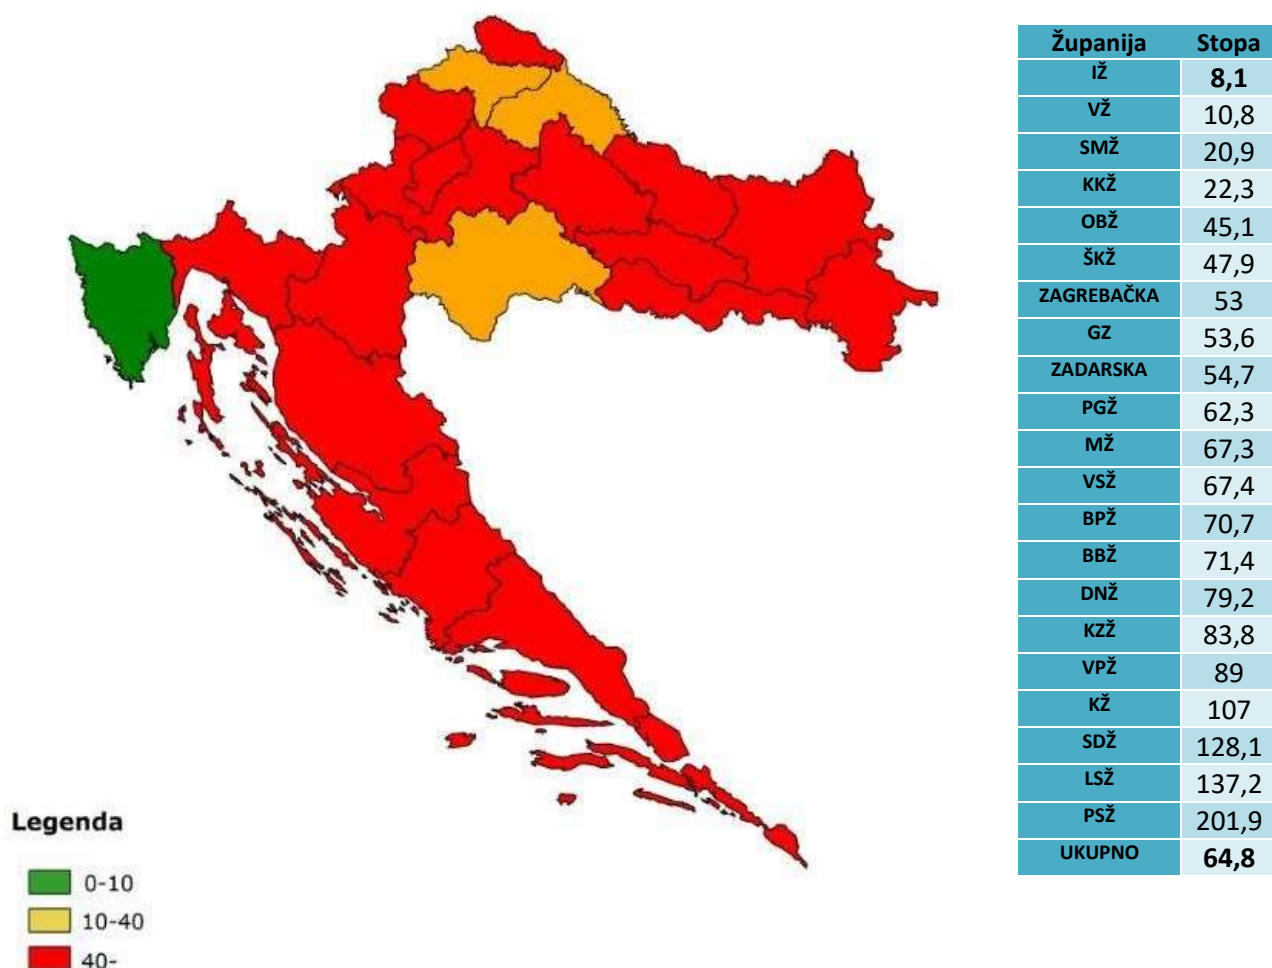 Županija Stopa
IŽ 8,1
VŽ 10,8
SMŽ 20,9
KKŽ 22,3
OBŽ 45,1
ŠKŽ 47,9
ZAGREBAČKA 53
GZ 53,6
ZADARSKA 54,7
PGŽ 62,3
MŽ 67,3
VSŽ 67,4
BPŽ 70,7
BBŽ 71,4
DNŽ 79,2
KZŽ 83,8
VPŽ 89
KŽ 107
SDŽ 128,1
LSŽ 137,2
PSŽ 201,9
UKUPNO 64,8
Legenda
0-10
10-40
40-